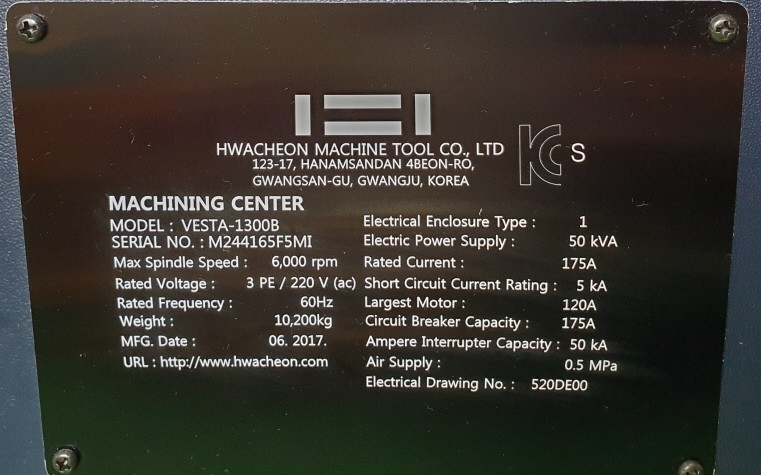 HWACHEON MACHINE TOOL CO., LTD
123-17, HANAMSANDAN 4BEON-RO,
GWANGSAN-GU, GWANGJU, KOREA
KC S
MACHINING CENTER
MODEL : VESTA-1300B
SERIAL NO. : M244165F5MI
Max Spindle Speed : 6,000 rpm
Rated Voltage : 3 PE / 220 V (ac)
Rated Frequency : 60Hz
Weight : 10,200kg
MFG. Date : 06. 2017.
URL : http://www.hwacheon.com
Electrical Enclosure Type : 1
Electric Power Supply : 50 kVA
Rated Current : 175A
Short Circuit Current Rating : 5 kA
Largest Motor : 120A
Circuit Breaker Capacity : 175A
Ampere Interrupter Capacity : 50 kA
Air Supply : 0.5 MPa
Electrical Drawing No. : 520DE00